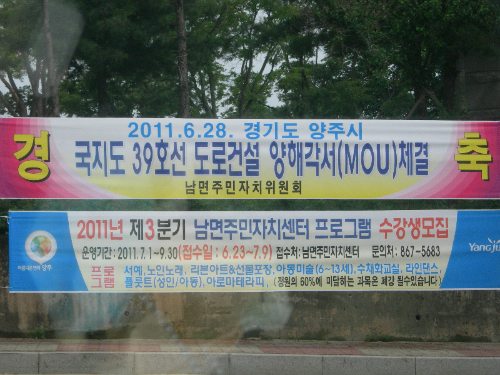 경 축
2011.6.28. 경기도 양주시
국지도 39호선 도로건설 양해각서(MOU)체결
남면주민자치위원회
2011년 제3분기 남면주민자치센터 프로그램 수강생모집
운영기간 : 2011.7.1~9.30(접수일 : 6.23~7.9) 접수처:남면주민자치센터 문의처: 867-5683
프로그램
서예, 노인노래, 리본아트&선물포장, 아동미술(6~13세), 수채화교실, 라인댄스,
플룻(성인/아동), 아로마테라피, (정원의 50%에 미달하는 과목은 폐강 될수있습니다)